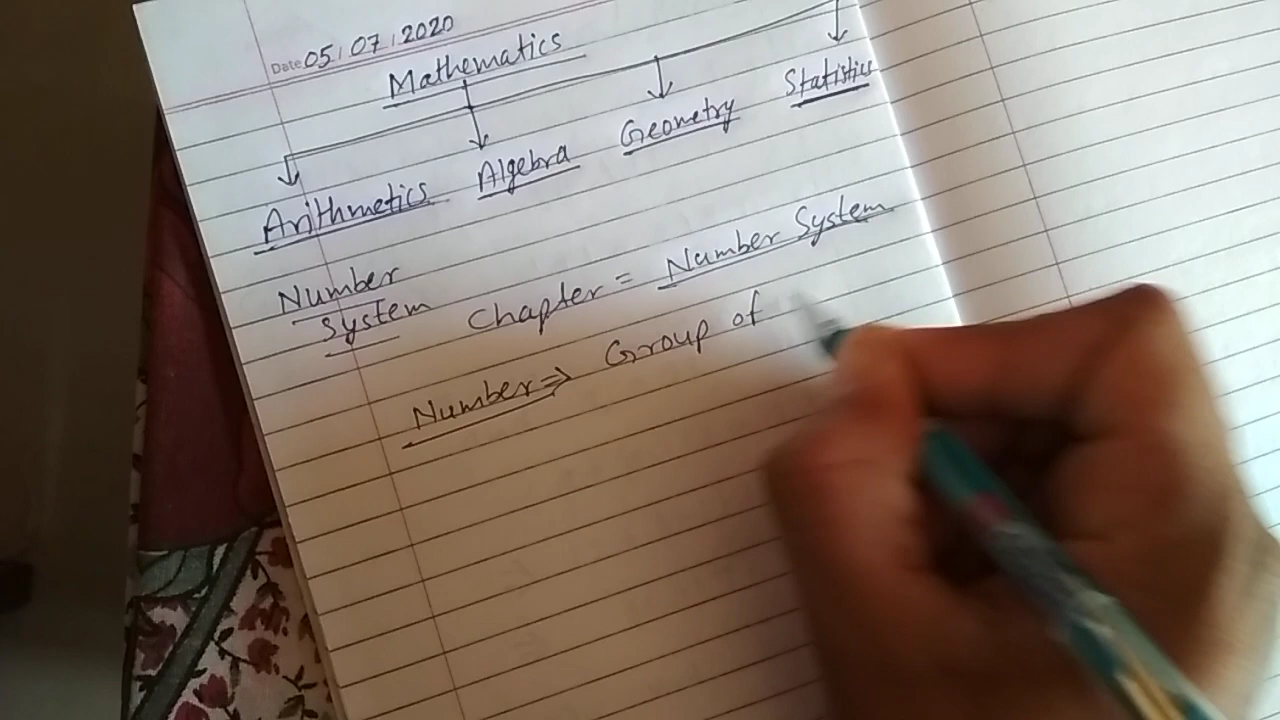 Date 05/07/2020
Mathematics
Arithmetics Algebra Geometry Statistics
Number
system
Chapter = Number System
Number ⇒ Group of